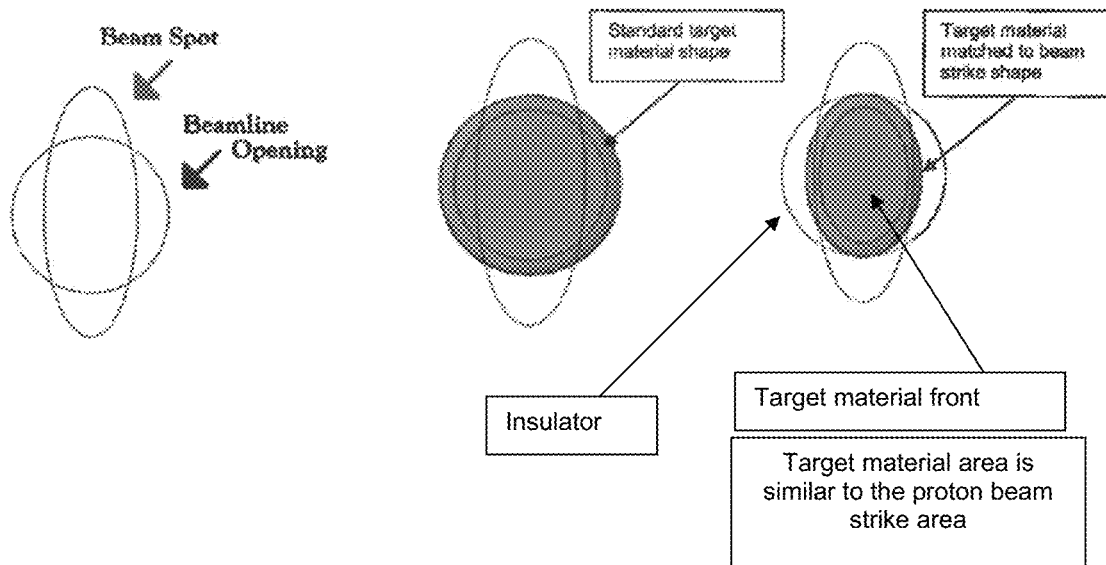 Beam Spot
Beamline
Opening
Standard target
material shape
Target material
matched to beam
strike shape
Insulator
Target material front
Target material area is
similar to the proton beam
strike area